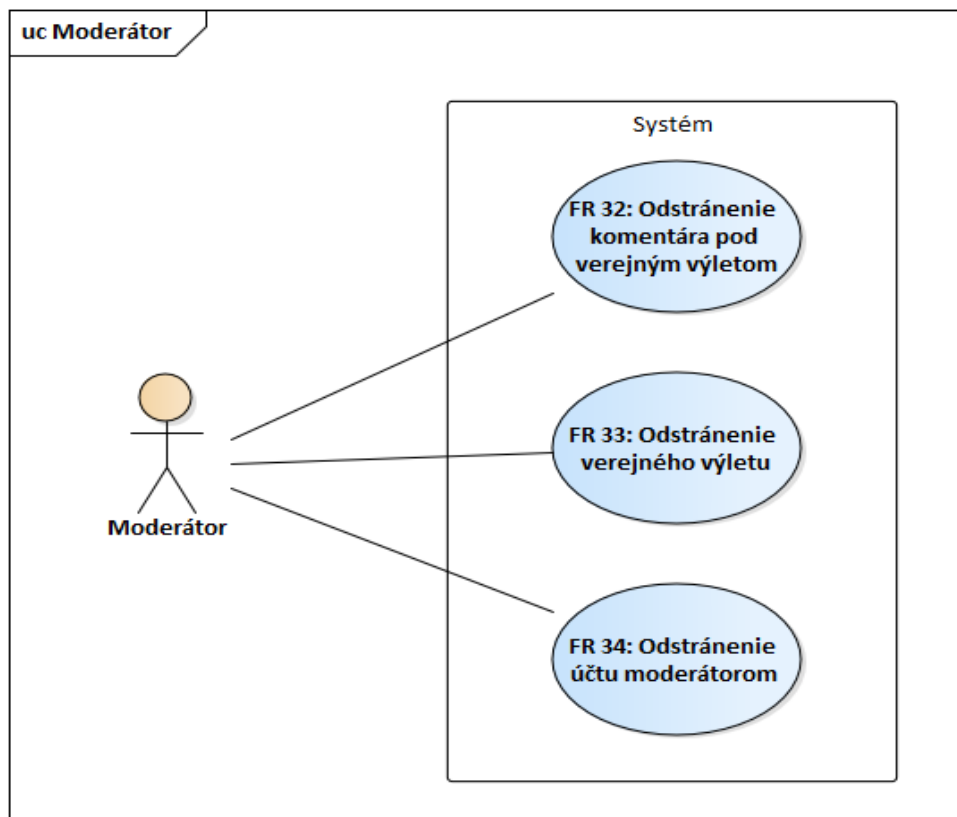 uc Moderátor
Systém
FR 32: Odstránenie
komentára pod
verejným výletom
FR 33: Odstránenie
verejného výletu
Moderátor
FR 34: Odstránenie
účtu moderátorom